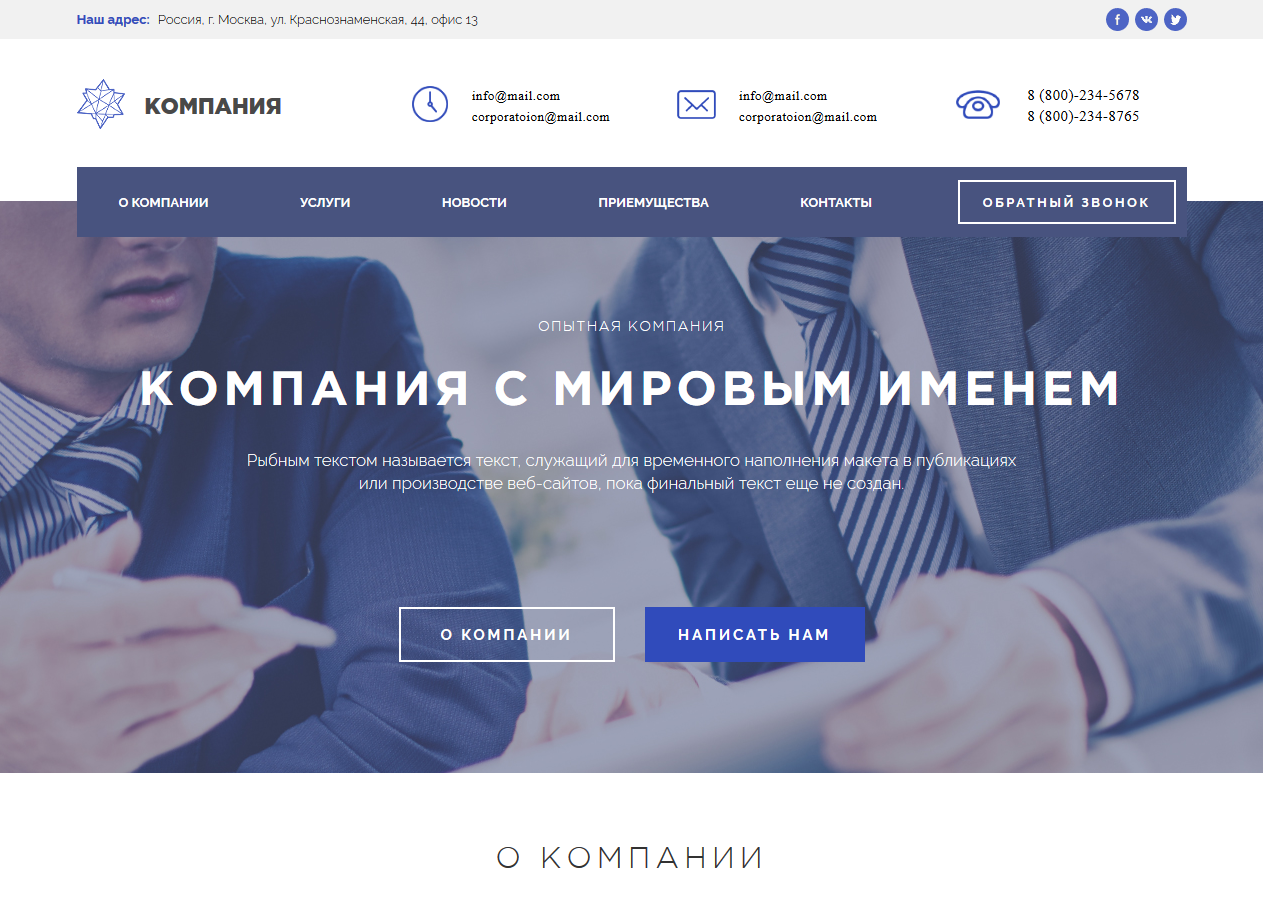 Наш адрес: Россия, г. Москва, ул. Краснознаменская, 44, офис 13
КОМПАНИЯ
info@mail.com
corporatoion@mail.com
info@mail.com
corporatoion@mail.com
8 (800)-234-5678
8 (800)-234-8765
О КОМПАНИИ УСЛУГИ НОВОСТИ ПРИЕМУЩЕСТВА КОНТАКТЫ ОБРАТНЫЙ ЗВОНОК
ОПЫТНАЯ КОМПАНИЯ
КОМПАНИЯ С МИРОВЫМ ИМЕНЕМ
Рыбным текстом называется текст, служащий для временного наполнения макета в публикациях
или производстве веб-сайтов, пока финальный текст еще не создан.
О КОМПАНИИ НАПИСАТЬ НАМ
О КОМПАНИИ